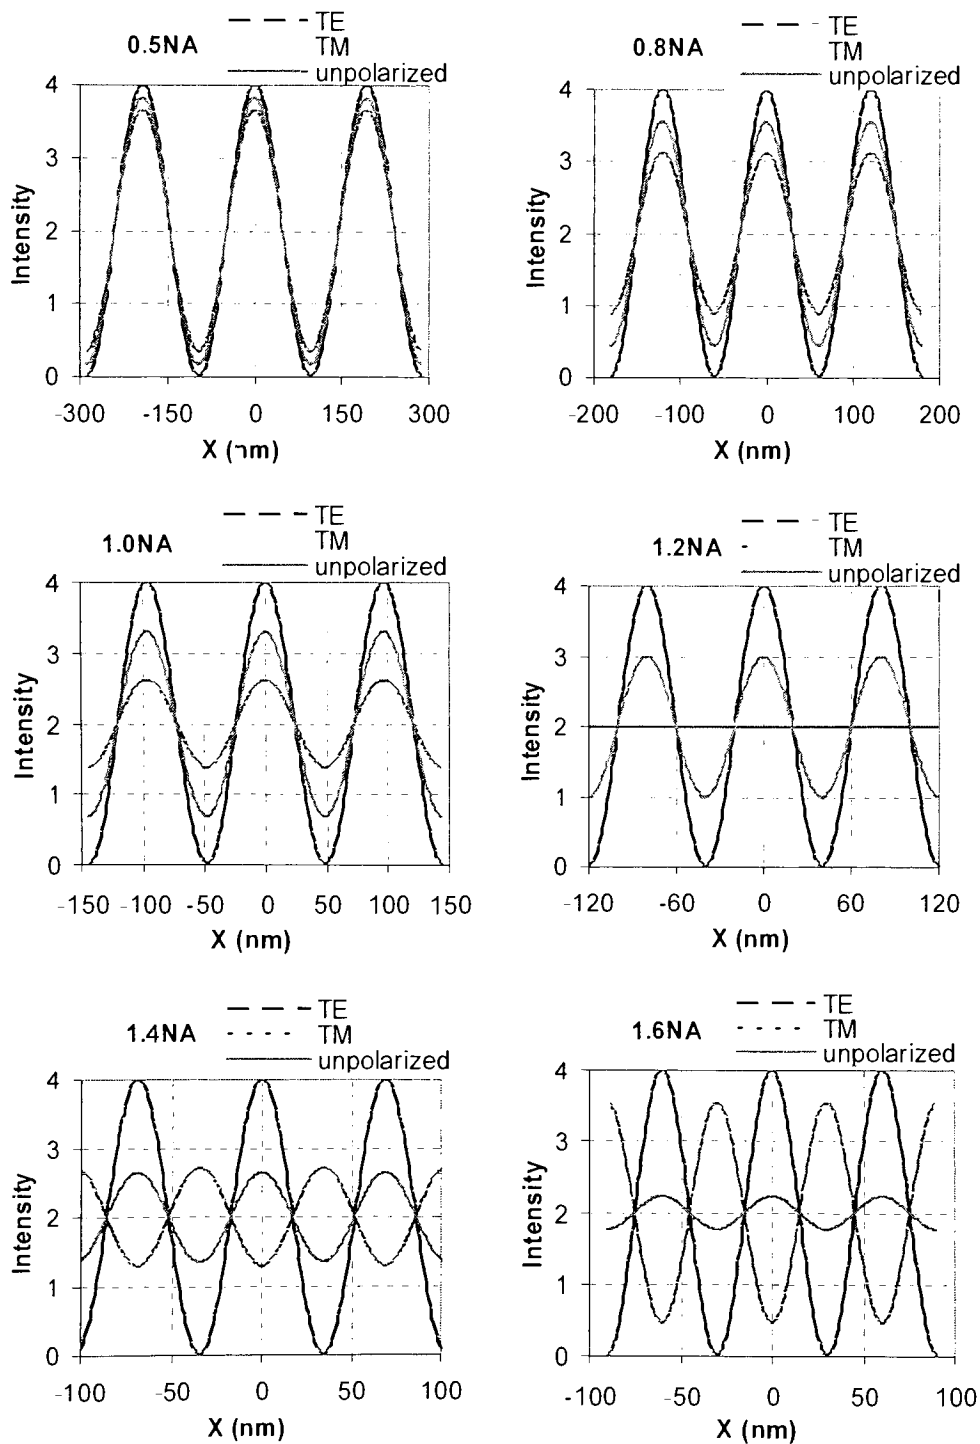 0.5NA
TE
TM
unpolarized
Intensity
4
3
2
1
0
-300 -150 0 150 300
X (nm)
0.8NA
TE
TM
unpolarized
Intensity
4
3
2
1
0
-200 -100 0 100 200
X (nm)
1.0NA
TE
TM
unpolarized
Intensity
4
3
2
1
0
-150 -100 -50 0 50 100 150
X (nm)
1.2NA
TE
TM
unpolarized
Intensity
4
3
2
1
0
-120 -60 0 60 120
X (nm)
1.4NA
TE
TM
unpolarized
Intensity
4
3
2
1
0
-100 -50 0 50 100
X (nm)
1.6NA
TE
TM
unpolarized
Intensity
4
3
2
1
0
-100 -50 0 50 100
X (nm)